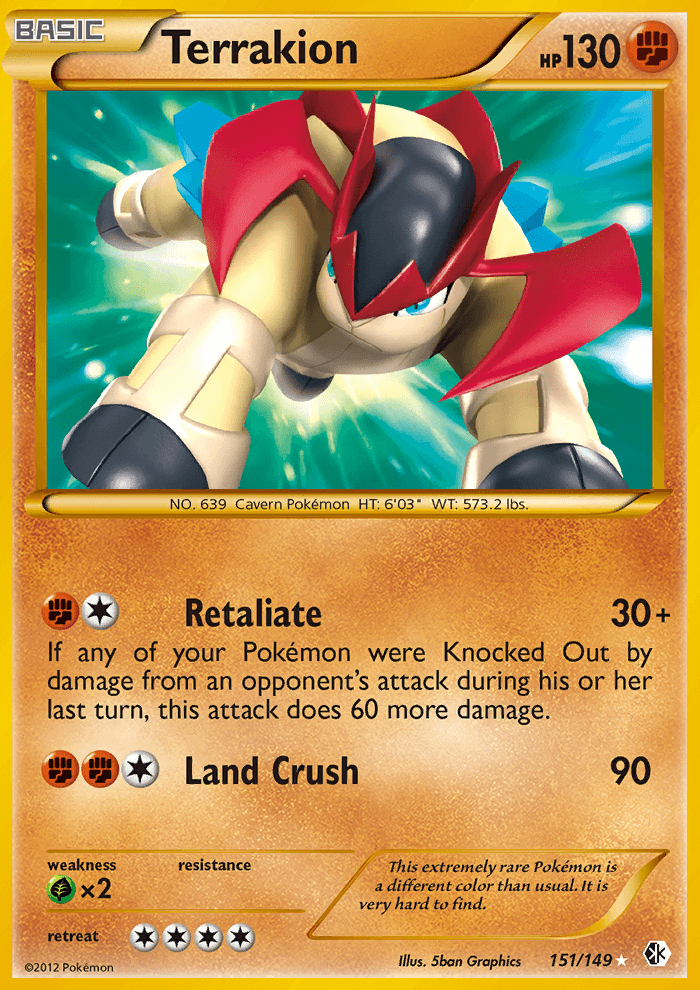 BASIC
Terrakion
HP130
NO. 639 Cavern Pokémon HT: 6'03" WT: 573.2 lbs.
Retaliate 30+
If any of your Pokémon were Knocked Out by
damage from an opponent's attack during his or her
last turn, this attack does 60 more damage.
Land Crush 90
weakness resistance
×2
This extremely rare Pokémon is
a different color than usual. It is
very hard to find.
retreat
©2012 Pokémon
Illus. 5ban Graphics 151/149